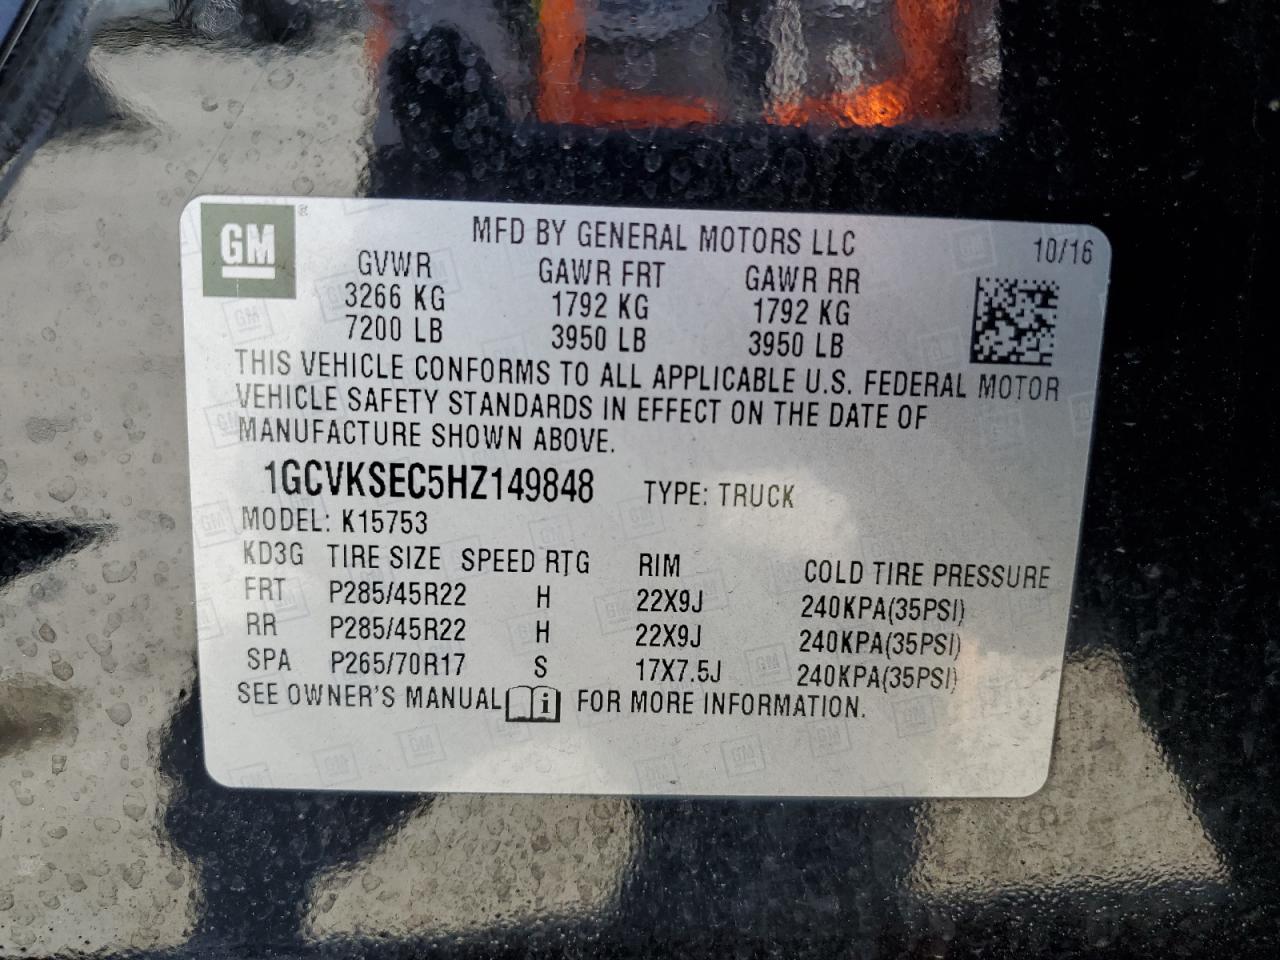 GM
MFD BY GENERAL MOTORS LLC 10/16
GVWR GAWR FRT GAWR RR
3266 KG 1792 KG 1792 KG
7200 LB 3950 LB 3950 LB
THIS VEHICLE CONFORMS TO ALL APPLICABLE U.S. FEDERAL MOTOR
VEHICLE SAFETY STANDARDS IN EFFECT ON THE DATE OF
MANUFACTURE SHOWN ABOVE.
1GCVKSEC5HZ149848 TYPE: TRUCK
MODEL: K15753
KD3G TIRE SIZE SPEED RTG RIM COLD TIRE PRESSURE
FRT P285/45R22 H 22X9J 240KPA(35PSI)
RR P285/45R22 H 22X9J 240KPA(35PSI)
SPA P265/70R17 S 17X7.5J 240KPA(35PSI)
SEE OWNER'S MANUAL i FOR MORE INFORMATION.